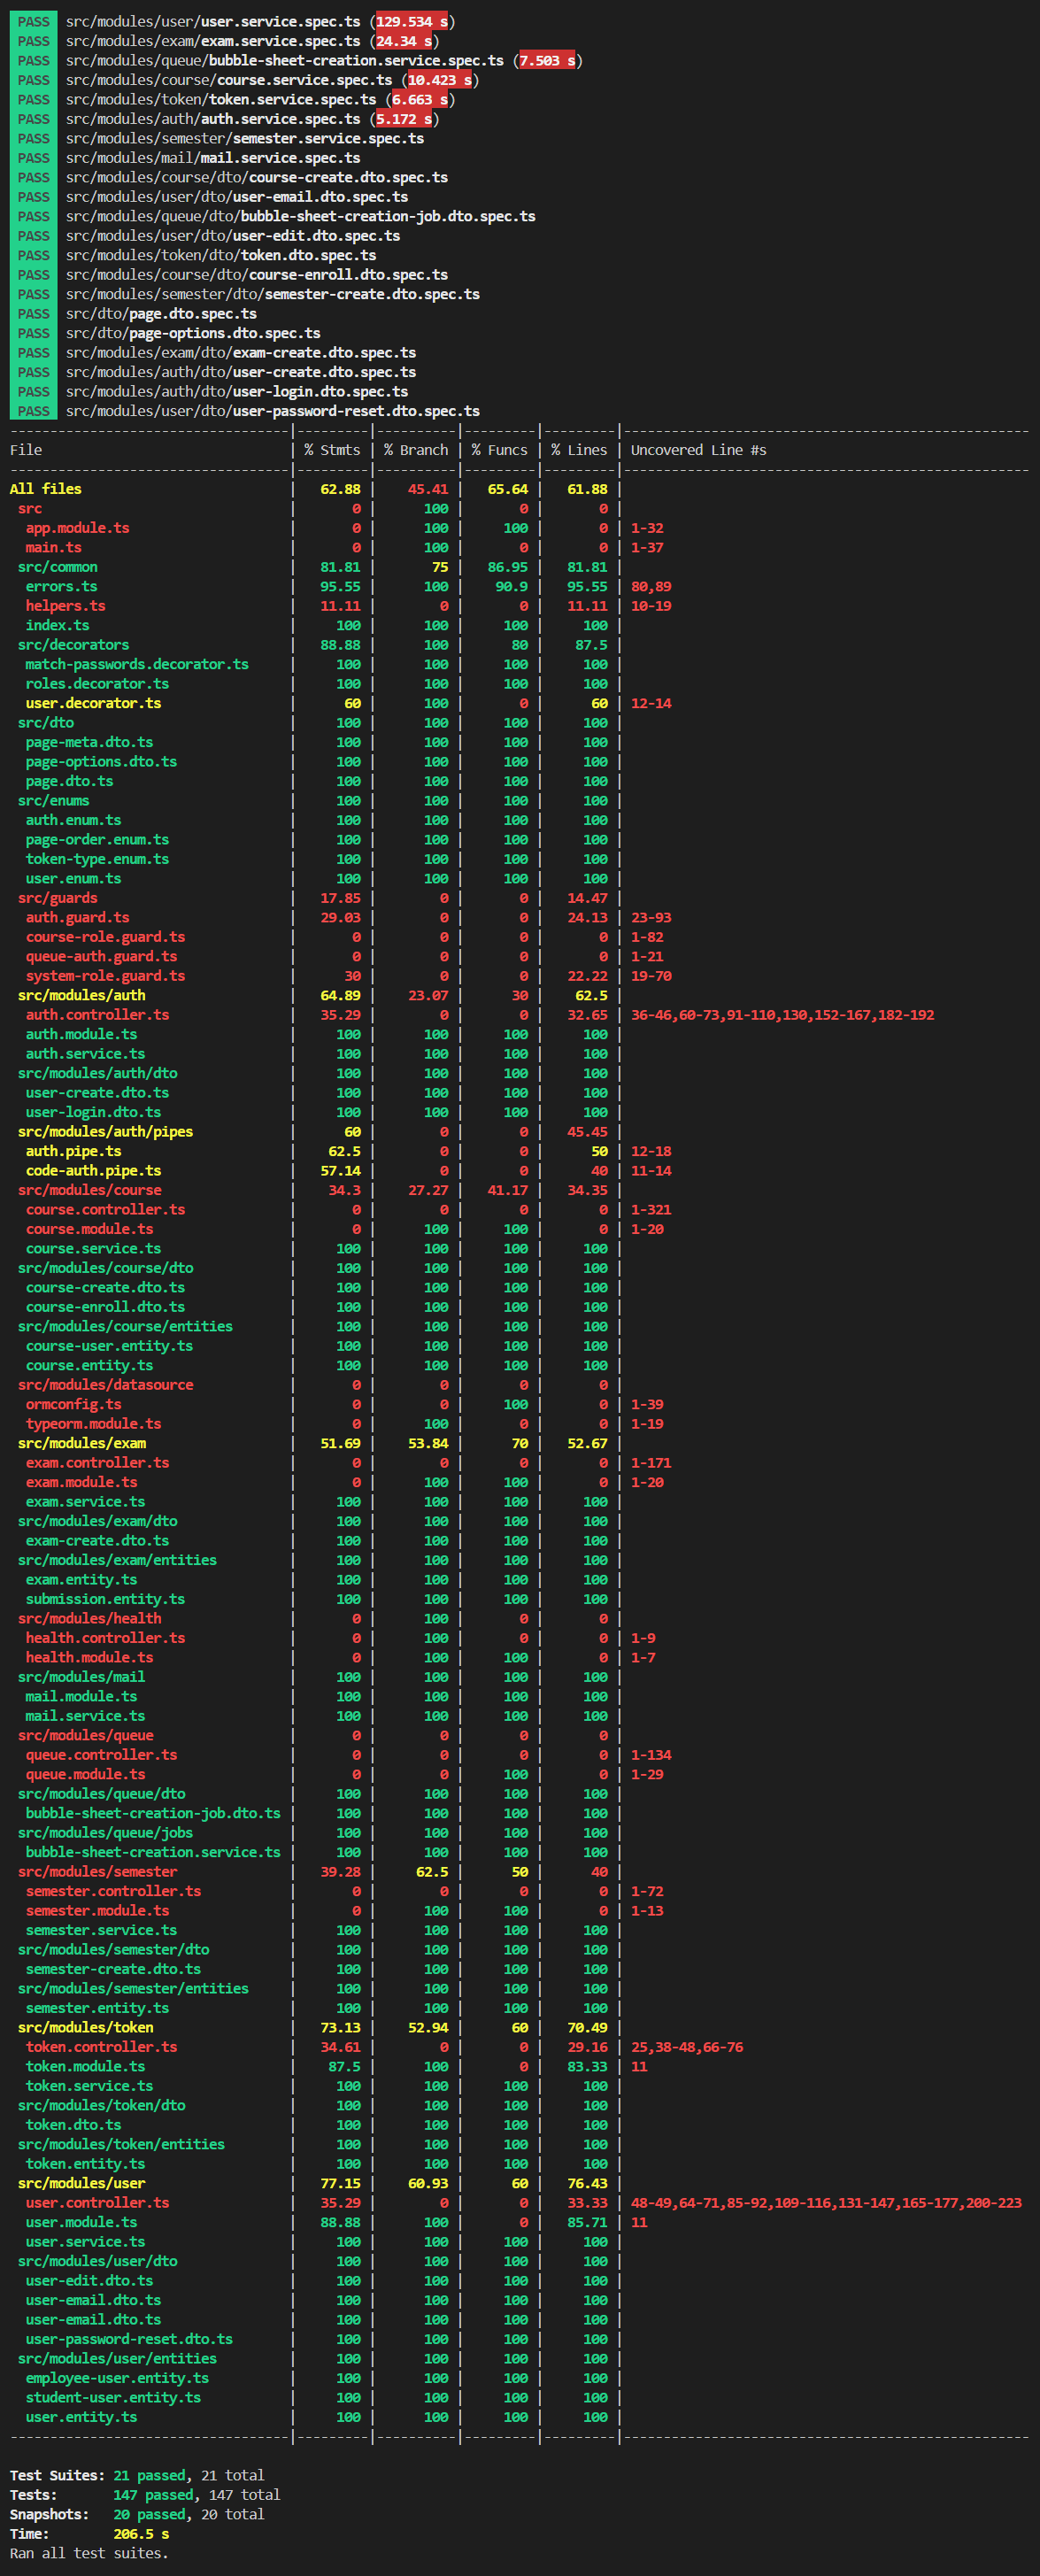 PASS src/modules/user/user.service.spec.ts (129.534 s)
PASS src/modules/exam/exam.service.spec.ts (24.34 s)
PASS src/modules/queue/bubble-sheet-creation.service.spec.ts (7.503 s)
PASS src/modules/course/course.service.spec.ts (10.423 s)
PASS src/modules/token/token.service.spec.ts (6.663 s)
PASS src/modules/auth/auth.service.spec.ts (5.172 s)
PASS src/modules/semester/semester.service.spec.ts
PASS src/modules/mail/mail.service.spec.ts
PASS src/modules/course/dto/course-create.dto.spec.ts
PASS src/modules/user/dto/user-email.dto.spec.ts
PASS src/modules/queue/dto/bubble-sheet-creation-job.dto.spec.ts
PASS src/modules/user/dto/user-edit.dto.spec.ts
PASS src/modules/token/dto/token.dto.spec.ts
PASS src/modules/course/dto/course-enroll.dto.spec.ts
PASS src/modules/semester/dto/semester-create.dto.spec.ts
PASS src/dto/page.dto.spec.ts
PASS src/dto/page-options.dto.spec.ts
PASS src/modules/exam/dto/exam-create.dto.spec.ts
PASS src/modules/auth/dto/user-create.dto.spec.ts
PASS src/modules/auth/dto/user-login.dto.spec.ts
PASS src/modules/user/dto/user-password-reset.dto.spec.ts
-----------------------------------|---------|----------|---------|---------|---------------------------------------------------
File | % Stmts | % Branch | % Funcs | % Lines | Uncovered Line #s
-----------------------------------|---------|----------|---------|---------|---------------------------------------------------
All files | 62.88 | 45.41 | 65.64 | 61.88 |
src | 0 | 100 | 0 | 0 |
app.module.ts | 0 | 100 | 100 | 0 | 1-32
main.ts | 0 | 100 | 0 | 0 | 1-37
src/common | 81.81 | 75 | 86.95 | 81.81 |
errors.ts | 95.55 | 100 | 90.9 | 95.55 | 80,89
helpers.ts | 11.11 | 0 | 0 | 11.11 | 10-19
index.ts | 100 | 100 | 100 | 100 |
src/decorators | 88.88 | 100 | 80 | 87.5 |
match-passwords.decorator.ts | 100 | 100 | 100 | 100 |
roles.decorator.ts | 100 | 100 | 100 | 100 |
user.decorator.ts | 60 | 100 | 0 | 60 | 12-14
src/dto | 100 | 100 | 100 | 100 |
page-meta.dto.ts | 100 | 100 | 100 | 100 |
page-options.dto.ts | 100 | 100 | 100 | 100 |
page.dto.ts | 100 | 100 | 100 | 100 |
src/enums | 100 | 100 | 100 | 100 |
auth.enum.ts | 100 | 100 | 100 | 100 |
page-order.enum.ts | 100 | 100 | 100 | 100 |
token-type.enum.ts | 100 | 100 | 100 | 100 |
user.enum.ts | 100 | 100 | 100 | 100 |
src/guards | 17.85 | 0 | 0 | 14.47 |
auth.guard.ts | 29.03 | 0 | 0 | 24.13 | 23-93
course-role.guard.ts | 0 | 0 | 0 | 0 | 1-82
queue-auth.guard.ts | 0 | 0 | 0 | 0 | 1-21
system-role.guard.ts | 30 | 0 | 0 | 22.22 | 19-70
src/modules/auth | 64.89 | 23.07 | 30 | 62.5 |
auth.controller.ts | 35.29 | 0 | 0 | 32.65 | 36-46,60-73,91-110,130,152-167,182-192
auth.module.ts | 100 | 100 | 100 | 100 |
auth.service.ts | 100 | 100 | 100 | 100 |
src/modules/auth/dto | 100 | 100 | 100 | 100 |
user-create.dto.ts | 100 | 100 | 100 | 100 |
user-login.dto.ts | 100 | 100 | 100 | 100 |
src/modules/auth/pipes | 60 | 0 | 0 | 45.45 |
auth.pipe.ts | 62.5 | 0 | 0 | 50 | 12-18
code-auth.pipe.ts | 57.14 | 0 | 0 | 40 | 11-14
src/modules/course | 34.3 | 27.27 | 41.17 | 34.35 |
course.controller.ts | 0 | 0 | 0 | 0 | 1-321
course.module.ts | 0 | 100 | 100 | 0 | 1-20
course.service.ts | 100 | 100 | 100 | 100 |
src/modules/course/dto | 100 | 100 | 100 | 100 |
course-create.dto.ts | 100 | 100 | 100 | 100 |
course-enroll.dto.ts | 100 | 100 | 100 | 100 |
src/modules/course/entities | 100 | 100 | 100 | 100 |
course-user.entity.ts | 100 | 100 | 100 | 100 |
course.entity.ts | 100 | 100 | 100 | 100 |
src/modules/datasource | 0 | 0 | 0 | 0 |
ormconfig.ts | 0 | 0 | 100 | 0 | 1-39
typeorm.module.ts | 0 | 100 | 0 | 0 | 1-19
src/modules/exam | 51.69 | 53.84 | 70 | 52.67 |
exam.controller.ts | 0 | 0 | 0 | 0 | 1-171
exam.module.ts | 0 | 100 | 100 | 0 | 1-20
exam.service.ts | 100 | 100 | 100 | 100 |
src/modules/exam/dto | 100 | 100 | 100 | 100 |
exam-create.dto.ts | 100 | 100 | 100 | 100 |
src/modules/exam/entities | 100 | 100 | 100 | 100 |
exam.entity.ts | 100 | 100 | 100 | 100 |
submission.entity.ts | 100 | 100 | 100 | 100 |
src/modules/health | 0 | 100 | 0 | 0 |
health.controller.ts | 0 | 100 | 0 | 0 | 1-9
health.module.ts | 0 | 100 | 100 | 0 | 1-7
src/modules/mail | 100 | 100 | 100 | 100 |
mail.module.ts | 100 | 100 | 100 | 100 |
mail.service.ts | 100 | 100 | 100 | 100 |
src/modules/queue | 0 | 0 | 0 | 0 |
queue.controller.ts | 0 | 0 | 0 | 0 | 1-134
queue.module.ts | 0 | 0 | 100 | 0 | 1-29
src/modules/queue/dto | 100 | 100 | 100 | 100 |
bubble-sheet-creation-job.dto.ts | 100 | 100 | 100 | 100 |
src/modules/queue/jobs | 100 | 100 | 100 | 100 |
bubble-sheet-creation.service.ts | 100 | 100 | 100 | 100 |
src/modules/semester | 39.28 | 62.5 | 50 | 40 |
semester.controller.ts | 0 | 0 | 0 | 0 | 1-72
semester.module.ts | 0 | 100 | 100 | 0 | 1-13
semester.service.ts | 100 | 100 | 100 | 100 |
src/modules/semester/dto | 100 | 100 | 100 | 100 |
semester-create.dto.ts | 100 | 100 | 100 | 100 |
src/modules/semester/entities | 100 | 100 | 100 | 100 |
semester.entity.ts | 100 | 100 | 100 | 100 |
src/modules/token | 73.13 | 52.94 | 60 | 70.49 |
token.controller.ts | 34.61 | 0 | 0 | 29.16 | 25,38-48,66-76
token.module.ts | 87.5 | 100 | 0 | 83.33 | 11
token.service.ts | 100 | 100 | 100 | 100 |
src/modules/token/dto | 100 | 100 | 100 | 100 |
token.dto.ts | 100 | 100 | 100 | 100 |
src/modules/token/entities | 100 | 100 | 100 | 100 |
token.entity.ts | 100 | 100 | 100 | 100 |
src/modules/user | 77.15 | 60.93 | 60 | 76.43 |
user.controller.ts | 35.29 | 0 | 0 | 33.33 | 48-49,64-71,85-92,109-116,131-147,165-177,200-223
user.module.ts | 88.88 | 100 | 0 | 85.71 | 11
user.service.ts | 100 | 100 | 100 | 100 |
src/modules/user/dto | 100 | 100 | 100 | 100 |
user-edit.dto.ts | 100 | 100 | 100 | 100 |
user-email.dto.ts | 100 | 100 | 100 | 100 |
user-email.dto.ts | 100 | 100 | 100 | 100 |
user-password-reset.dto.ts | 100 | 100 | 100 | 100 |
src/modules/user/entities | 100 | 100 | 100 | 100 |
employee-user.entity.ts | 100 | 100 | 100 | 100 |
student-user.entity.ts | 100 | 100 | 100 | 100 |
user.entity.ts | 100 | 100 | 100 | 100 |
-----------------------------------|---------|----------|---------|---------|---------------------------------------------------
Test Suites: 21 passed, 21 total
Tests: 147 passed, 147 total
Snapshots: 20 passed, 20 total
Time: 206.5 s
Ran all test suites.